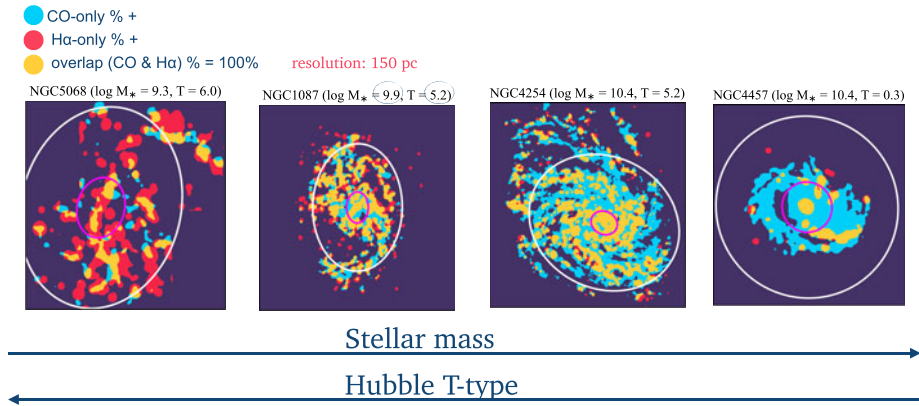 CO-only % +
Hα-only % +
overlap (CO & Hα) % = 100%
resolution: 150 pc
NGC5068 (log M∗ = 9.3, T = 6.0)
NGC1087 (log M∗ = 9.9, T = 5.2)
NGC4254 (log M∗ = 10.4, T = 5.2)
NGC4457 (log M∗ = 10.4, T = 0.3)
Stellar mass
Hubble T-type